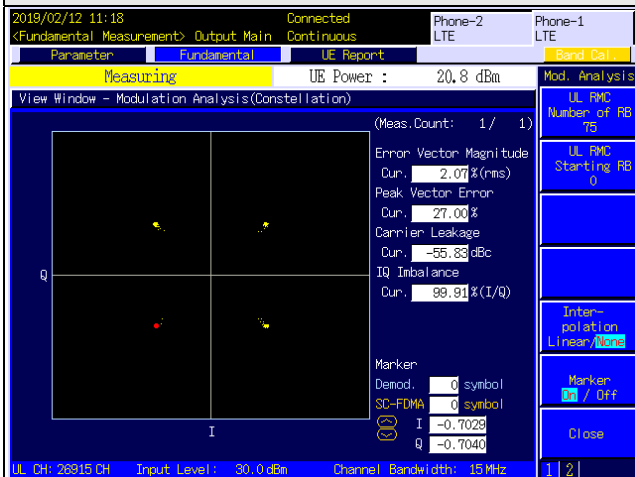 2019/02/12 11:18 Connected Phone-2 Phone-1
<Fundamental Measurement> Output Main Continuous LTE LTE
Parameter Fundamental UE Report Band Cal.
Measuring UE Power : 20.8 dBm Mod. Analysis
View Window - Modulation Analysis(Constellation)
UL RMC
Number of RB
75
(Meas.Count: 1/ 1)
Error Vector Magnitude
Cur. 2.07 %(rms)
UL RMC
Starting RB
0
Peak Vector Error
Cur. 27.00 %
Carrier Leakage
Cur. -55.83 dBc
IQ Imbalance
Cur. 99.91 %(I/Q)
Q
I
Inter-
polation
Linear/None
Marker
Demod. 0 symbol
SC-FDMA 0 symbol
I -0.7029
Q -0.7040
Marker
On / Off
Close
UL CH: 26915 CH Input Level: 30.0 dBm Channel Bandwidth: 15 MHz 1 2